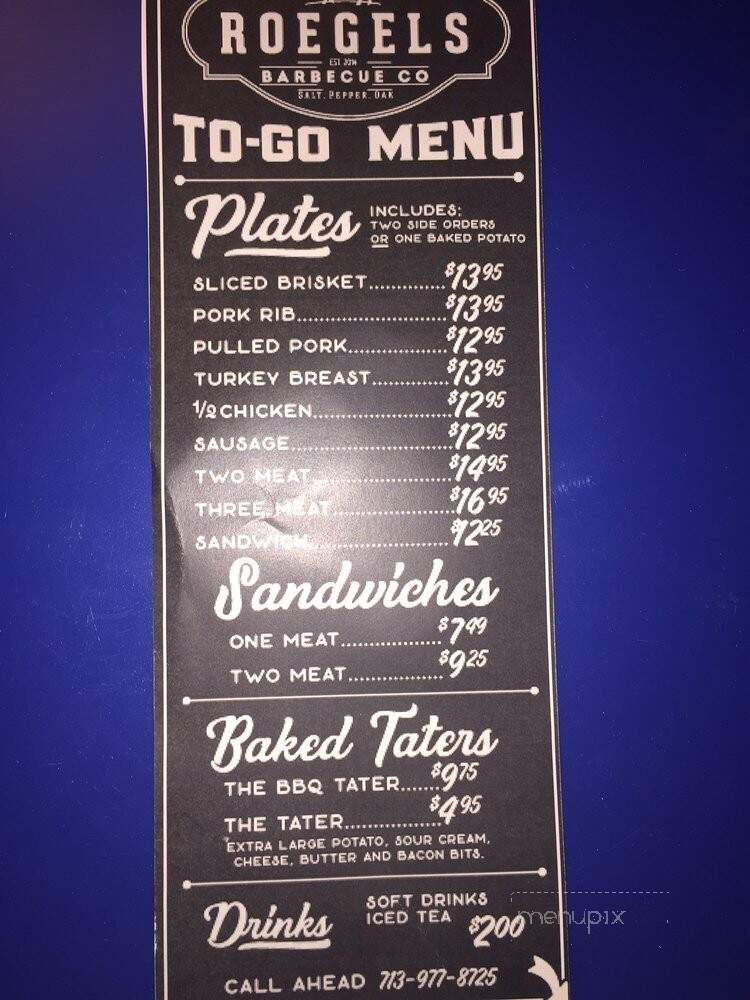 ROEGELS
EST 2014
BARBECUE CO
SALT. PEPPER. OAK
TO-GO MENU
Plates
INCLUDES:
TWO SIDE ORDERS
OR ONE BAKED POTATO
SLICED BRISKET..............$13.95
PORK RIB............................$13.95
PULLED PORK..................$12.95
TURKEY BREAST.............$13.95
1/2 CHICKEN.........................$12.95
SAUSAGE.............................$12.95
TWO MEAT.........................$14.95
THREE MEAT.....................$16.95
SANDWICH.........................$12.25
Sandwiches
ONE MEAT...................$7.49
TWO MEAT..................$9.25
Baked Taters
THE BBQ TATER.......$9.75
THE TATER..................$4.95
*EXTRA LARGE POTATO, SOUR CREAM,
CHEESE, BUTTER AND BACON BITS.
Drinks
SOFT DRINKS
ICED TEA $2.00
menupix
CALL AHEAD 713-977-8725